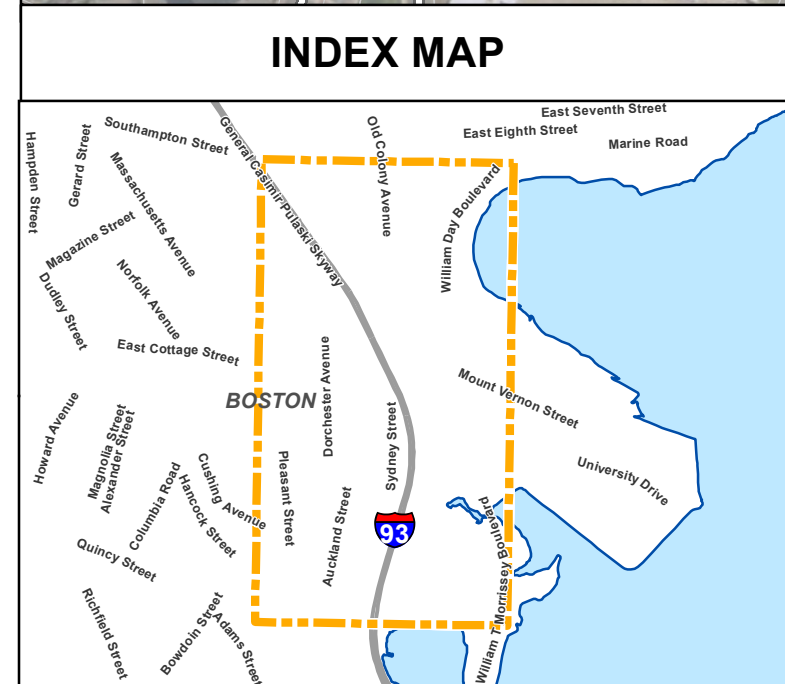 INDEX MAP
East Seventh Street
East Eighth Street
Marine Road
Southampton Street
General Casimir Pulaski Skyway
Old Colony Avenue
Hampden Street
Gerard Street
Massachusetts Avenue
Magazine Street
William Day Boulevard
Norfolk Avenue
Dudley Street
East Cottage Street
BOSTON
Dorchester Avenue
Mount Vernon Street
Howard Avenue
Magnolia Street
Alexander Street
Sydney Street
University Drive
Columbia Road
Cushing Avenue
Hancock Street
Pleasant Street
Auckland Street
93
Quincy Street
William T Morrissey Boulevard
Richfield Street
Bowdoin Street
Adams Street